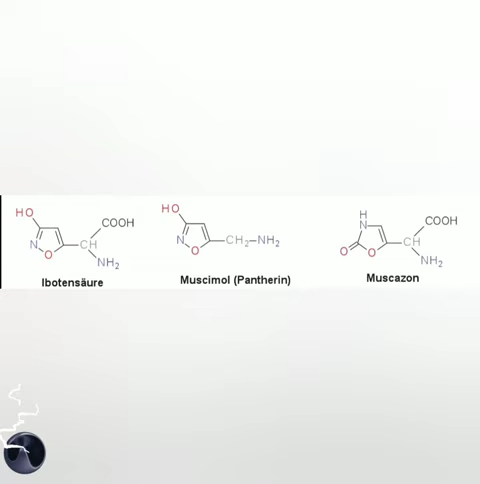 HO COOH N O CH NH2
Ibotensäure
HO N O CH2 NH2
Muscimol (Pantherin)
H N COOH O O CH NH2
Muscazon